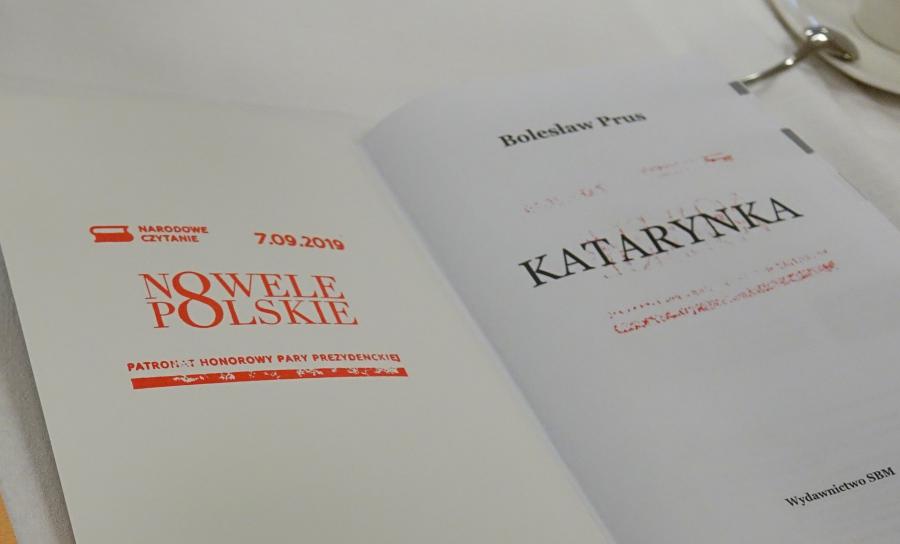 NARODOWE
CZYTANIE
7.09.2019
NOWELE
POLSKIE
PATRONAT HONOROWY PARY PREZYDENCKIEJ
Bolesław Prus
KATARYNKA
Wydawnictwo SBM